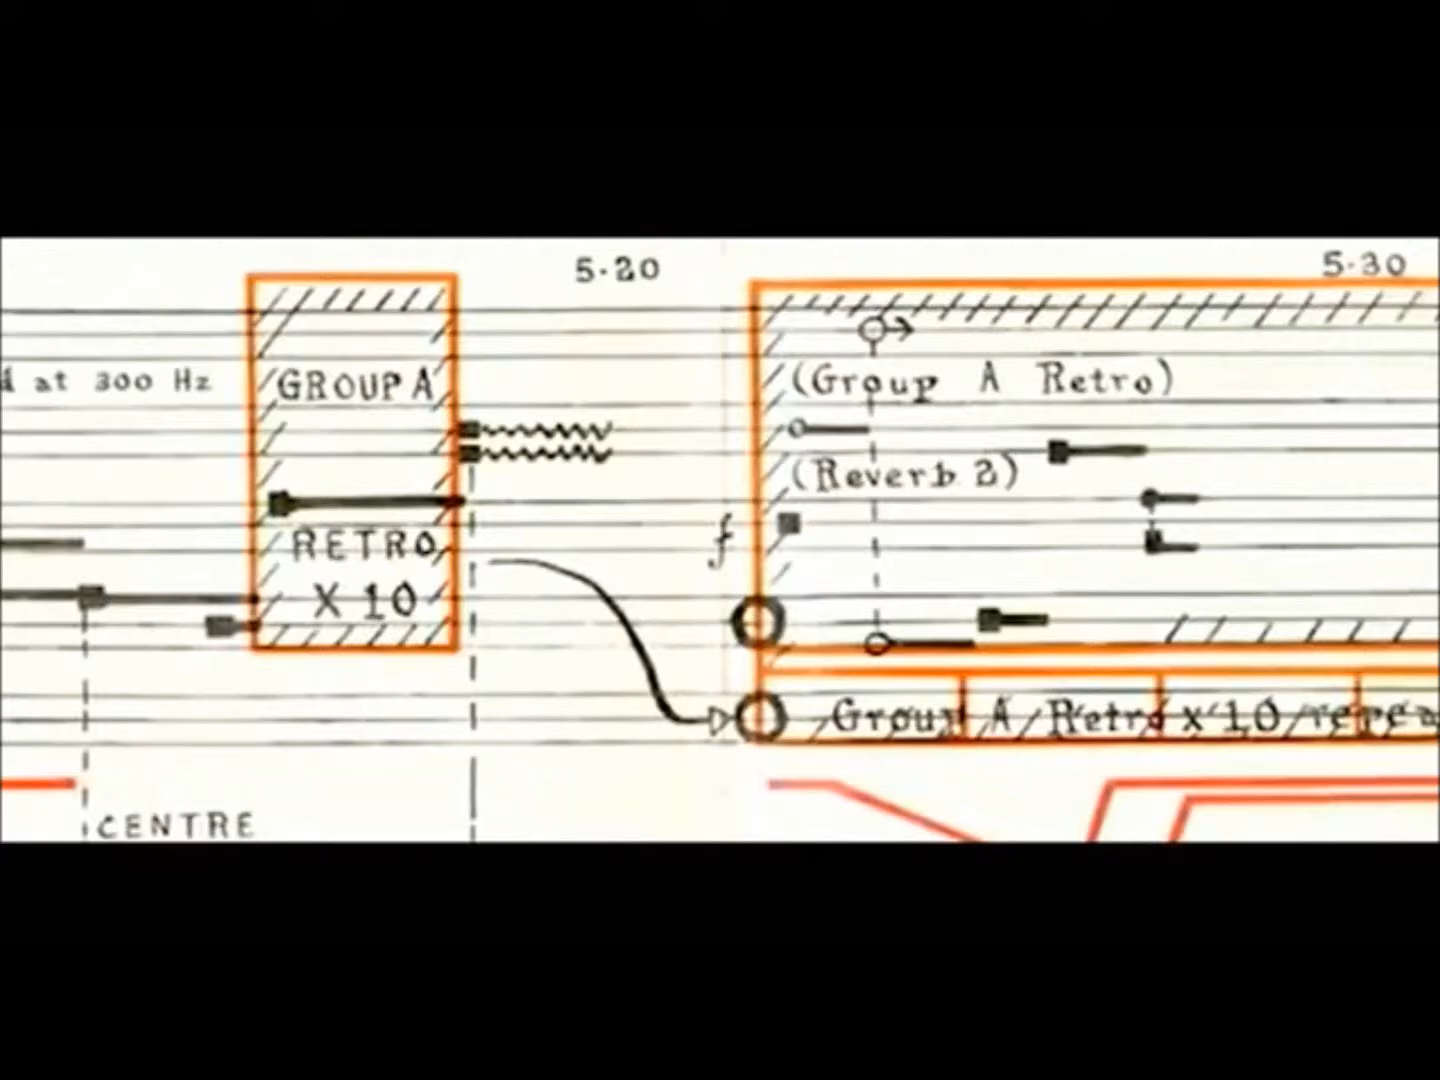 5·20
5·30
at 300 Hz
GROUP A
(Group A Retro)
(Reverb 2)
RETRO
f
X 10
Group A Retro x 10
CENTRE